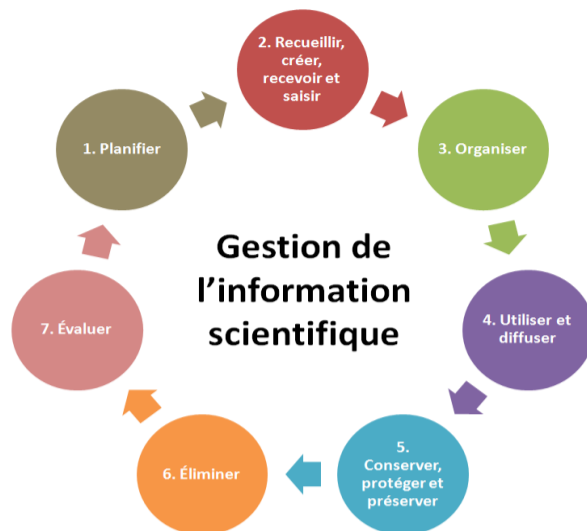 1. Planifier
2. Recueillir,
créer,
recevoir et
saisir
3. Organiser
4. Utiliser et
diffuser
5.
Conserver,
protéger et
préserver
6. Éliminer
7. Évaluer
Gestion de
l'information
scientifique